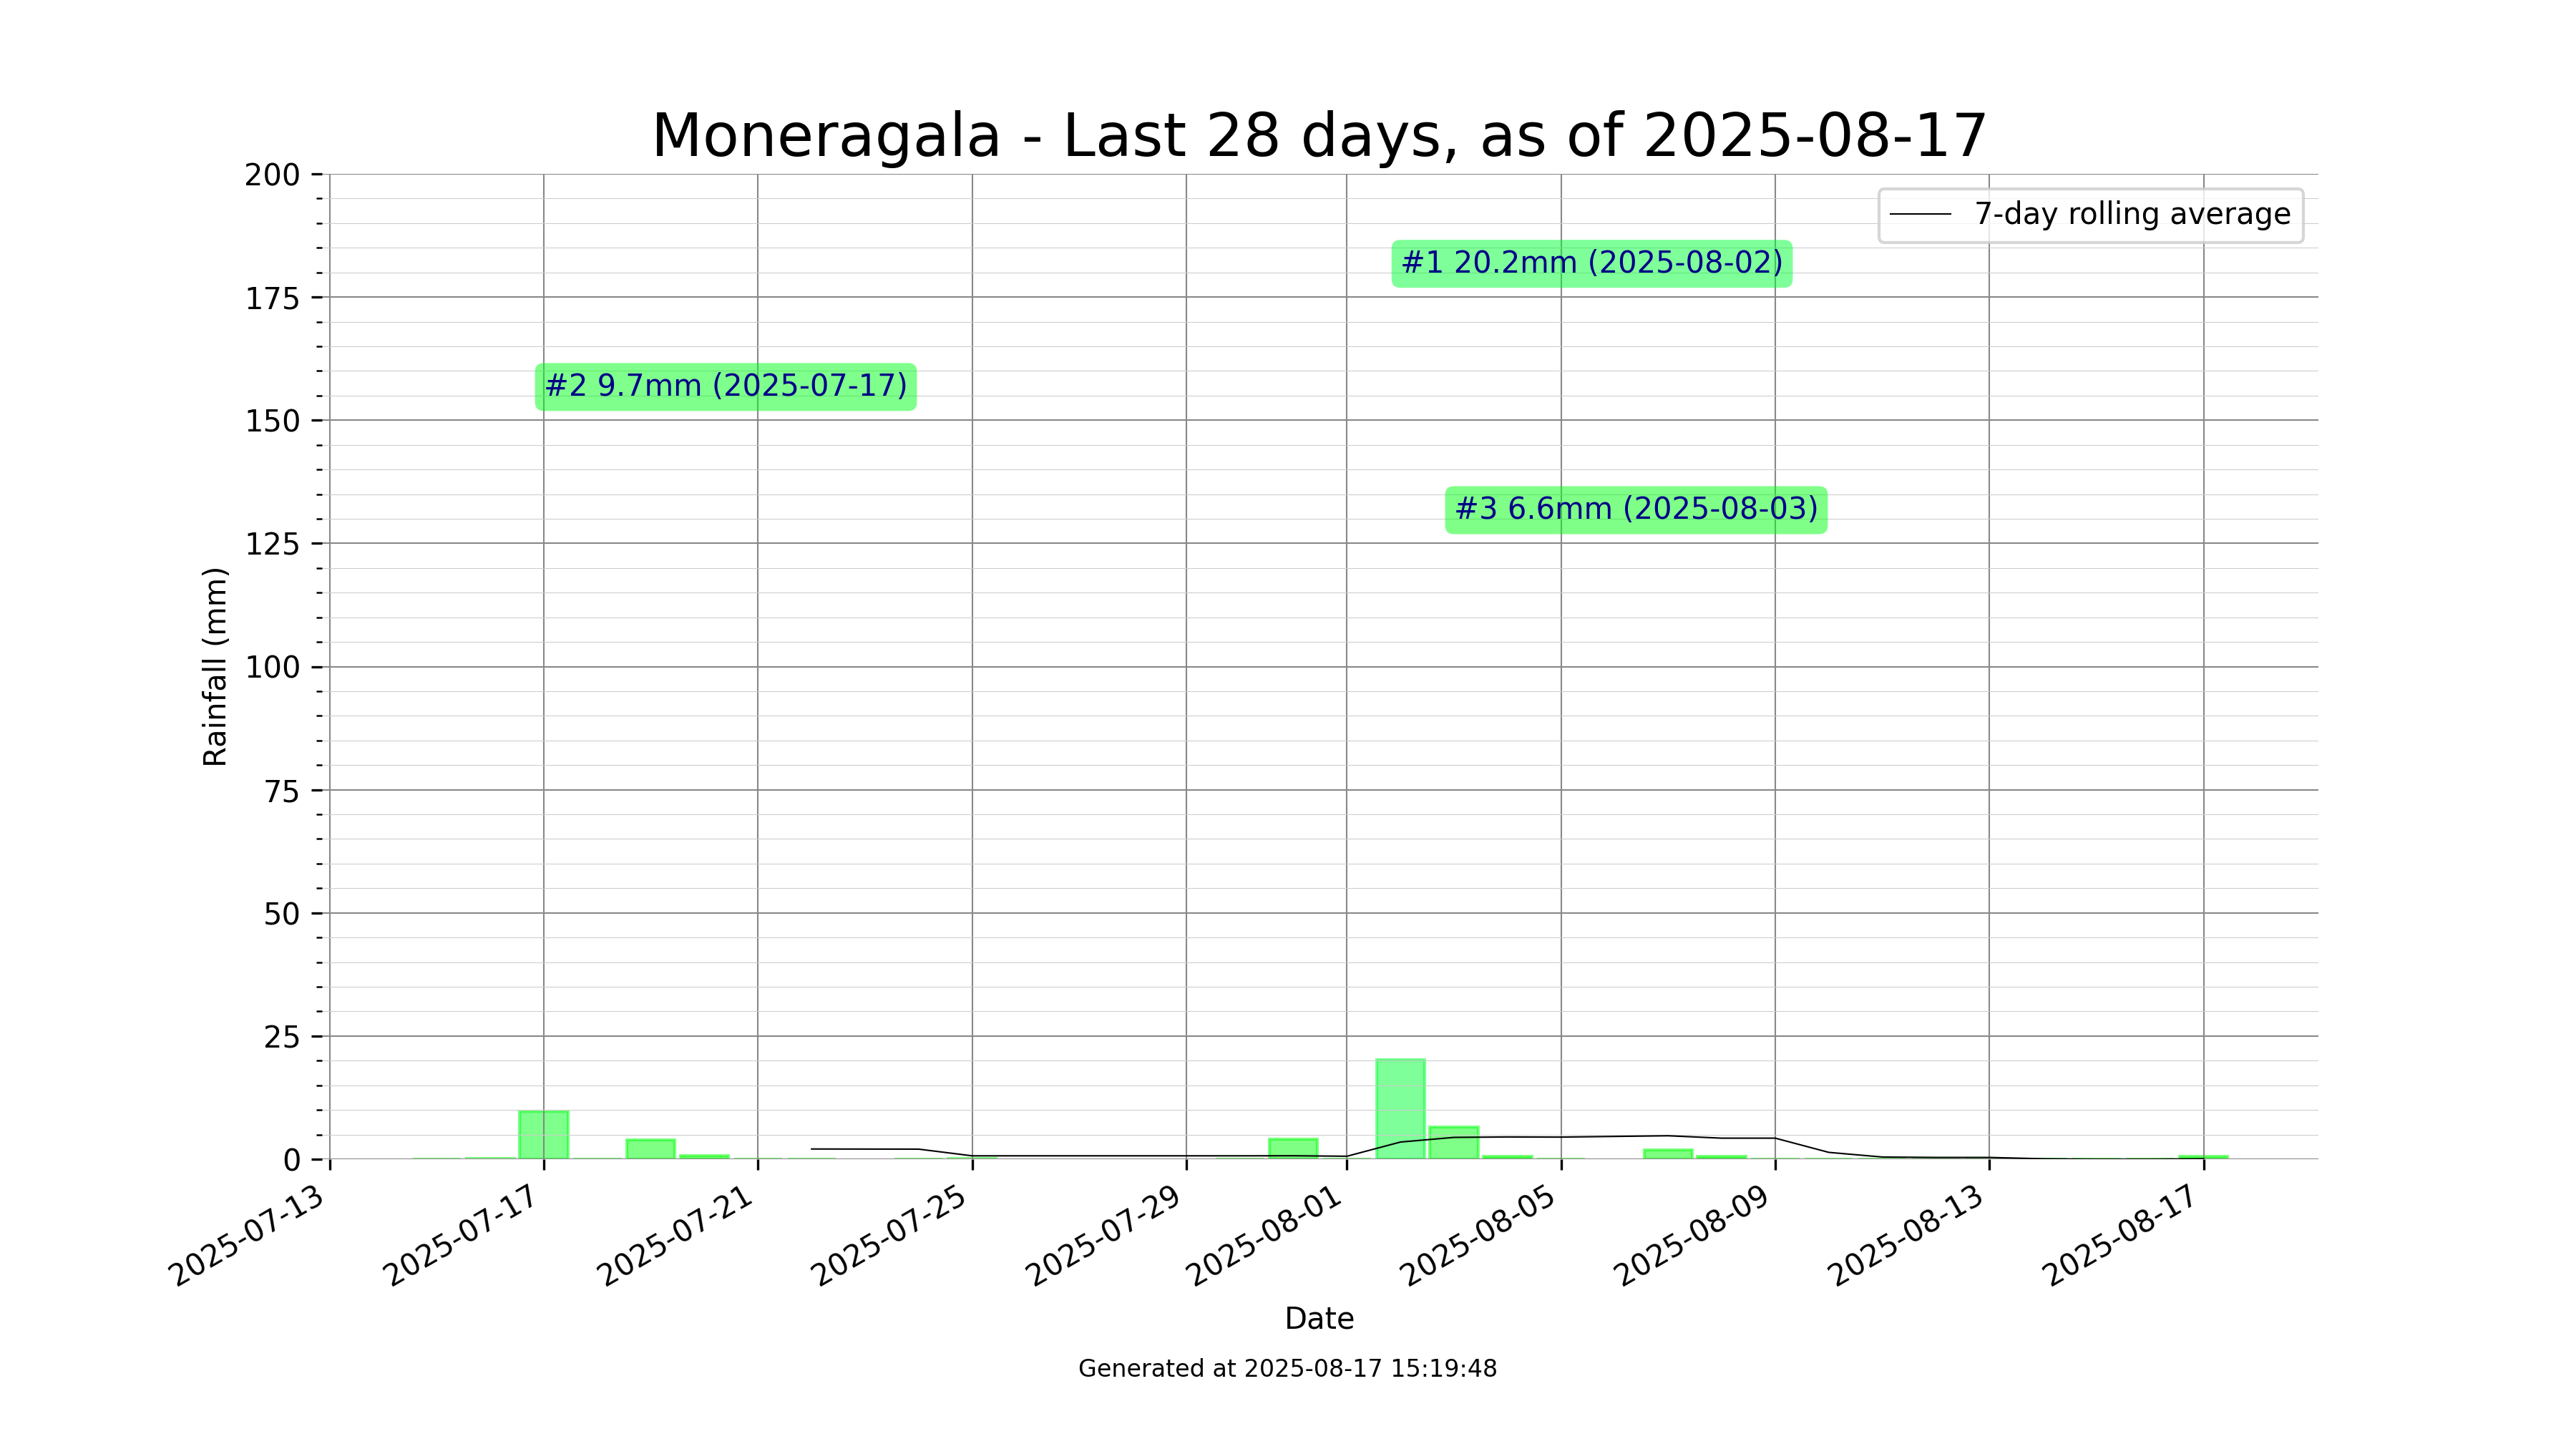 Moneragala - Last 28 days, as of 2025-08-17
7-day rolling average
#1 20.2mm (2025-08-02)
#2 9.7mm (2025-07-17)
#3 6.6mm (2025-08-03)
Rainfall (mm)
200
175
150
125
100
75
50
25
0
2025-07-13
2025-07-17
2025-07-21
2025-07-25
2025-07-29
2025-08-01
2025-08-05
2025-08-09
2025-08-13
2025-08-17
Date
Generated at 2025-08-17 15:19:48